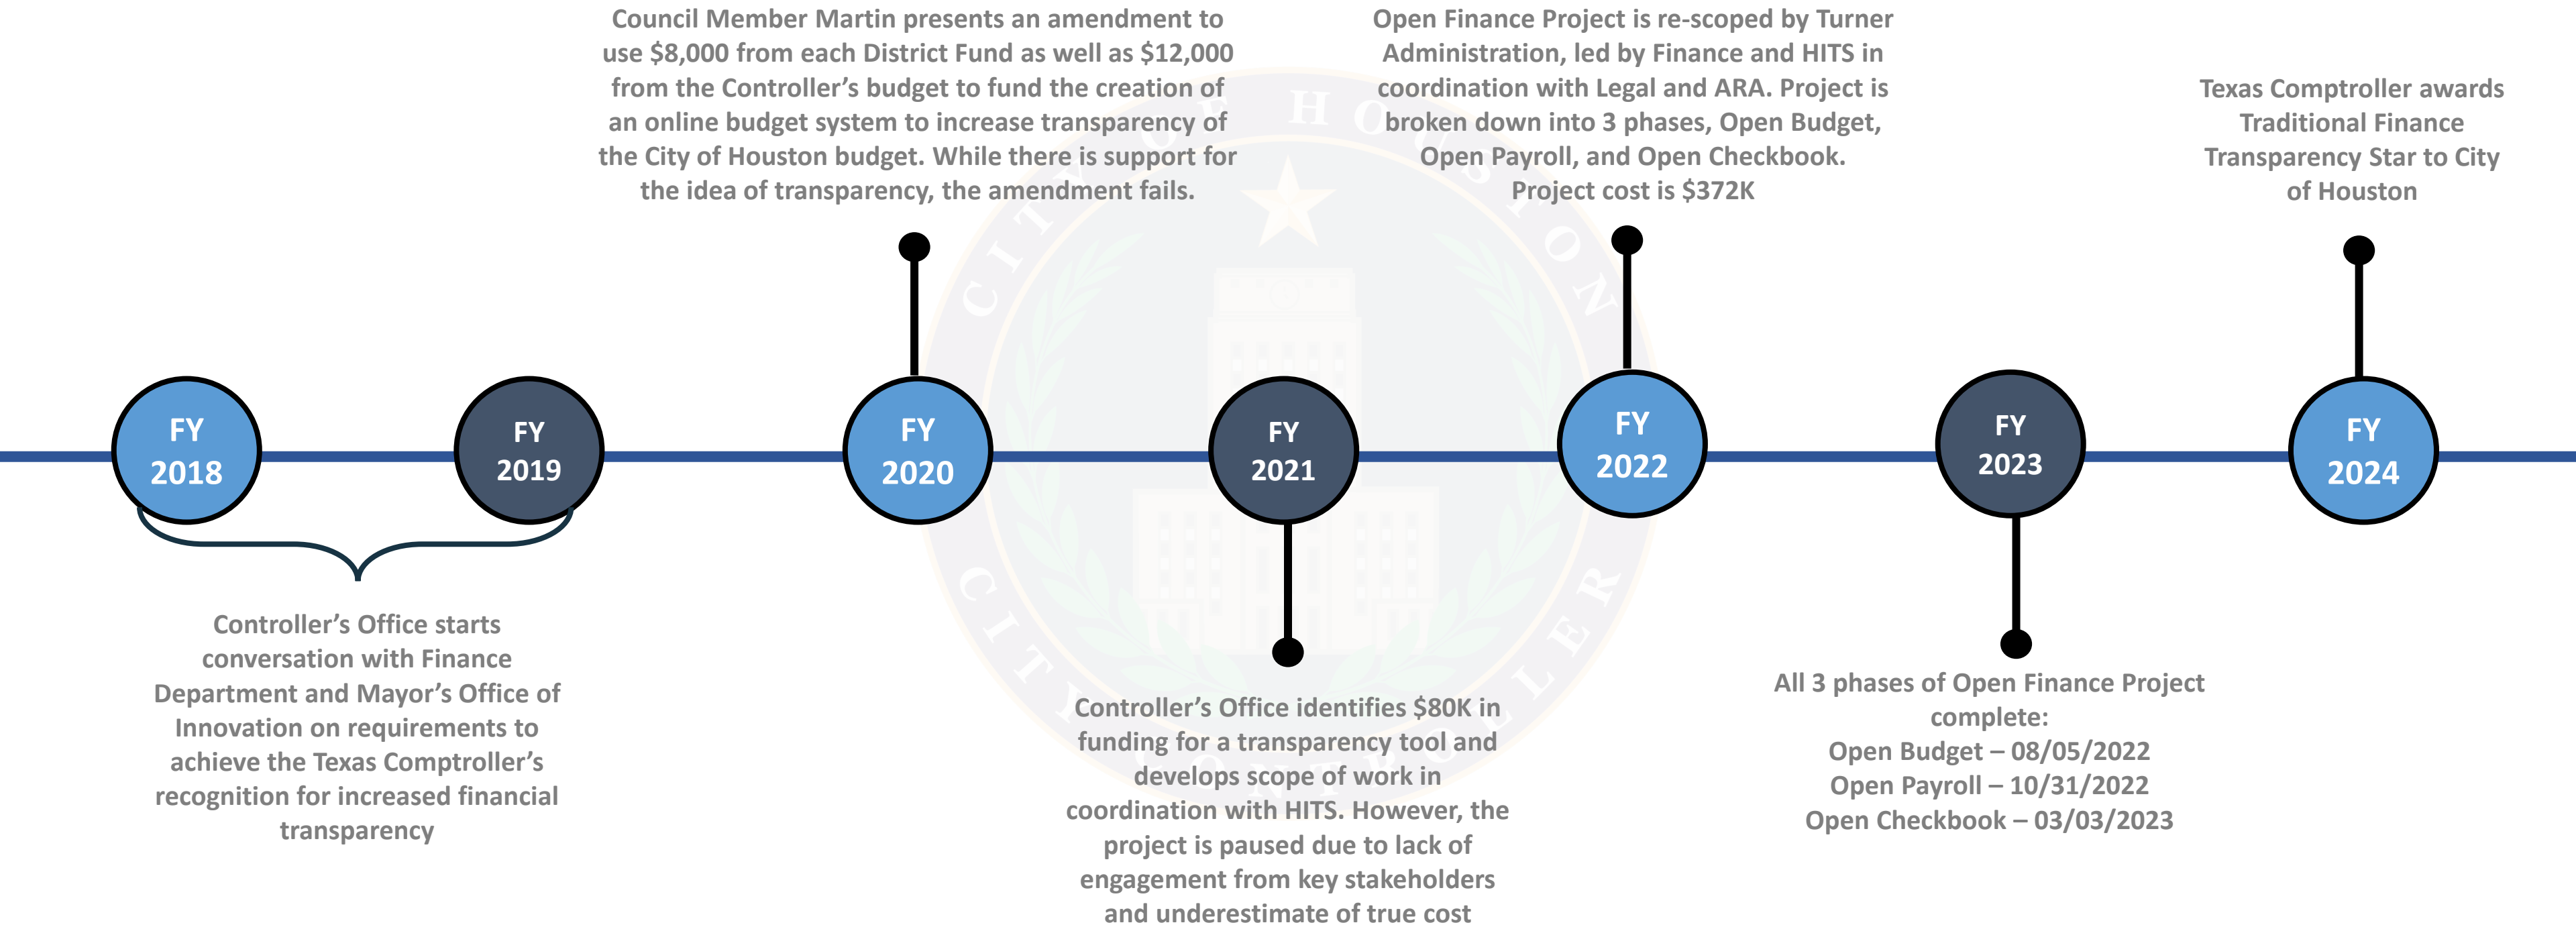 Council Member Martin presents an amendment to
use $8,000 from each District Fund as well as $12,000
from the Controller's budget to fund the creation of
an online budget system to increase transparency of
the City of Houston budget. While there is support for
the idea of transparency, the amendment fails.
Open Finance Project is re-scoped by Turner
Administration, led by Finance and HITS in
coordination with Legal and ARA. Project is
broken down into 3 phases, Open Budget,
Open Payroll, and Open Checkbook.
Project cost is $372K
Texas Comptroller awards
Traditional Finance
Transparency Star to City
of Houston
FY
2018
FY
2019
FY
2020
FY
2021
FY
2022
FY
2023
FY
2024
Controller's Office starts
conversation with Finance
Department and Mayor's Office of
Innovation on requirements to
achieve the Texas Comptroller's
recognition for increased financial
transparency
Controller's Office identifies $80K in
funding for a transparency tool and
develops scope of work in
coordination with HITS. However, the
project is paused due to lack of
engagement from key stakeholders
and underestimate of true cost
All 3 phases of Open Finance Project
complete:
Open Budget – 08/05/2022
Open Payroll – 10/31/2022
Open Checkbook – 03/03/2023
CITY OF HOUSTON
CITY CONTROLLER